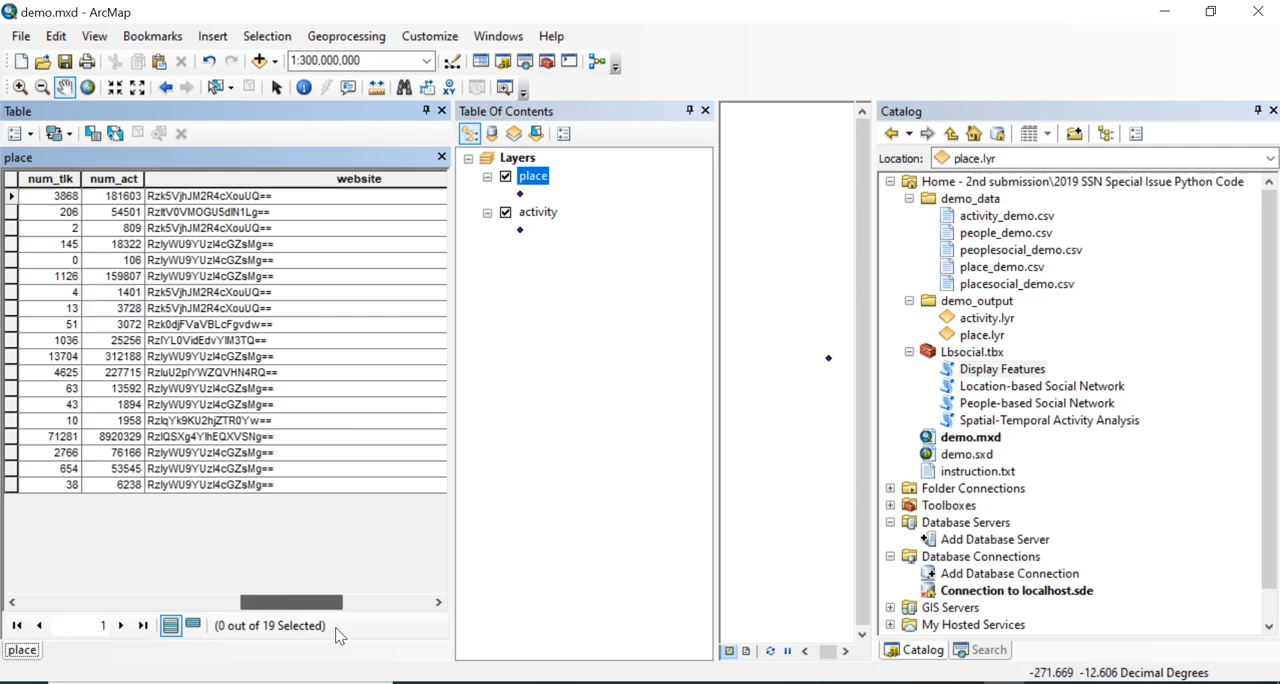 demo.mxd - ArcMap
File Edit View Bookmarks Insert Selection Geoprocessing Customize Windows Help
1:300,000,000
Table
place
num_tlk num_act website
3868 181603 Rzk5VjhJM2R4cXouUQ==
206 54501 RzltV0VMOGU5dlN1Lg==
2 809 Rzk5VjhJM2R4cXouUQ==
145 18322 RzlyWU9YUzl4cGZsMg==
0 106 RzlyWU9YUzl4cGZsMg==
1126 159807 RzlyWU9YUzl4cGZsMg==
4 1401 Rzk5VjhJM2R4cXouUQ==
13 3728 Rzk5VjhJM2R4cXouUQ==
51 3072 Rzk0djFVaVBLcFgvdw==
1036 25256 RzlYL0VidEdvYlM3TQ==
13704 312188 RzlyWU9YUzl4cGZsMg==
4625 227715 RzluU2plYWZQVHN4RQ==
63 13592 RzlyWU9YUzl4cGZsMg==
43 1894 RzlyWU9YUzl4cGZsMg==
10 1958 RzlqYk9KU2hjZTR0Yw==
71281 8920329 RzlQSXg4YlhEQXVSNg==
2766 76166 RzlyWU9YUzl4cGZsMg==
654 53545 RzlyWU9YUzl4cGZsMg==
38 6238 RzlyWU9YUzl4cGZsMg==
1 (0 out of 19 Selected)
place
Table Of Contents
Layers
place
activity
Catalog
Location: place.lyr
Home - 2nd submission\2019 SSN Special Issue Python Code
demo_data
activity_demo.csv
people_demo.csv
peoplesocial_demo.csv
place_demo.csv
placesocial_demo.csv
demo_output
activity.lyr
place.lyr
Lbsocial.tbx
Display Features
Location-based Social Network
People-based Social Network
Spatial-Temporal Activity Analysis
demo.mxd
demo.sxd
instruction.txt
Folder Connections
Toolboxes
Database Servers
Add Database Server
Database Connections
Add Database Connection
Connection to localhost.sde
GIS Servers
My Hosted Services
Catalog Search
-271.669 -12.606 Decimal Degrees